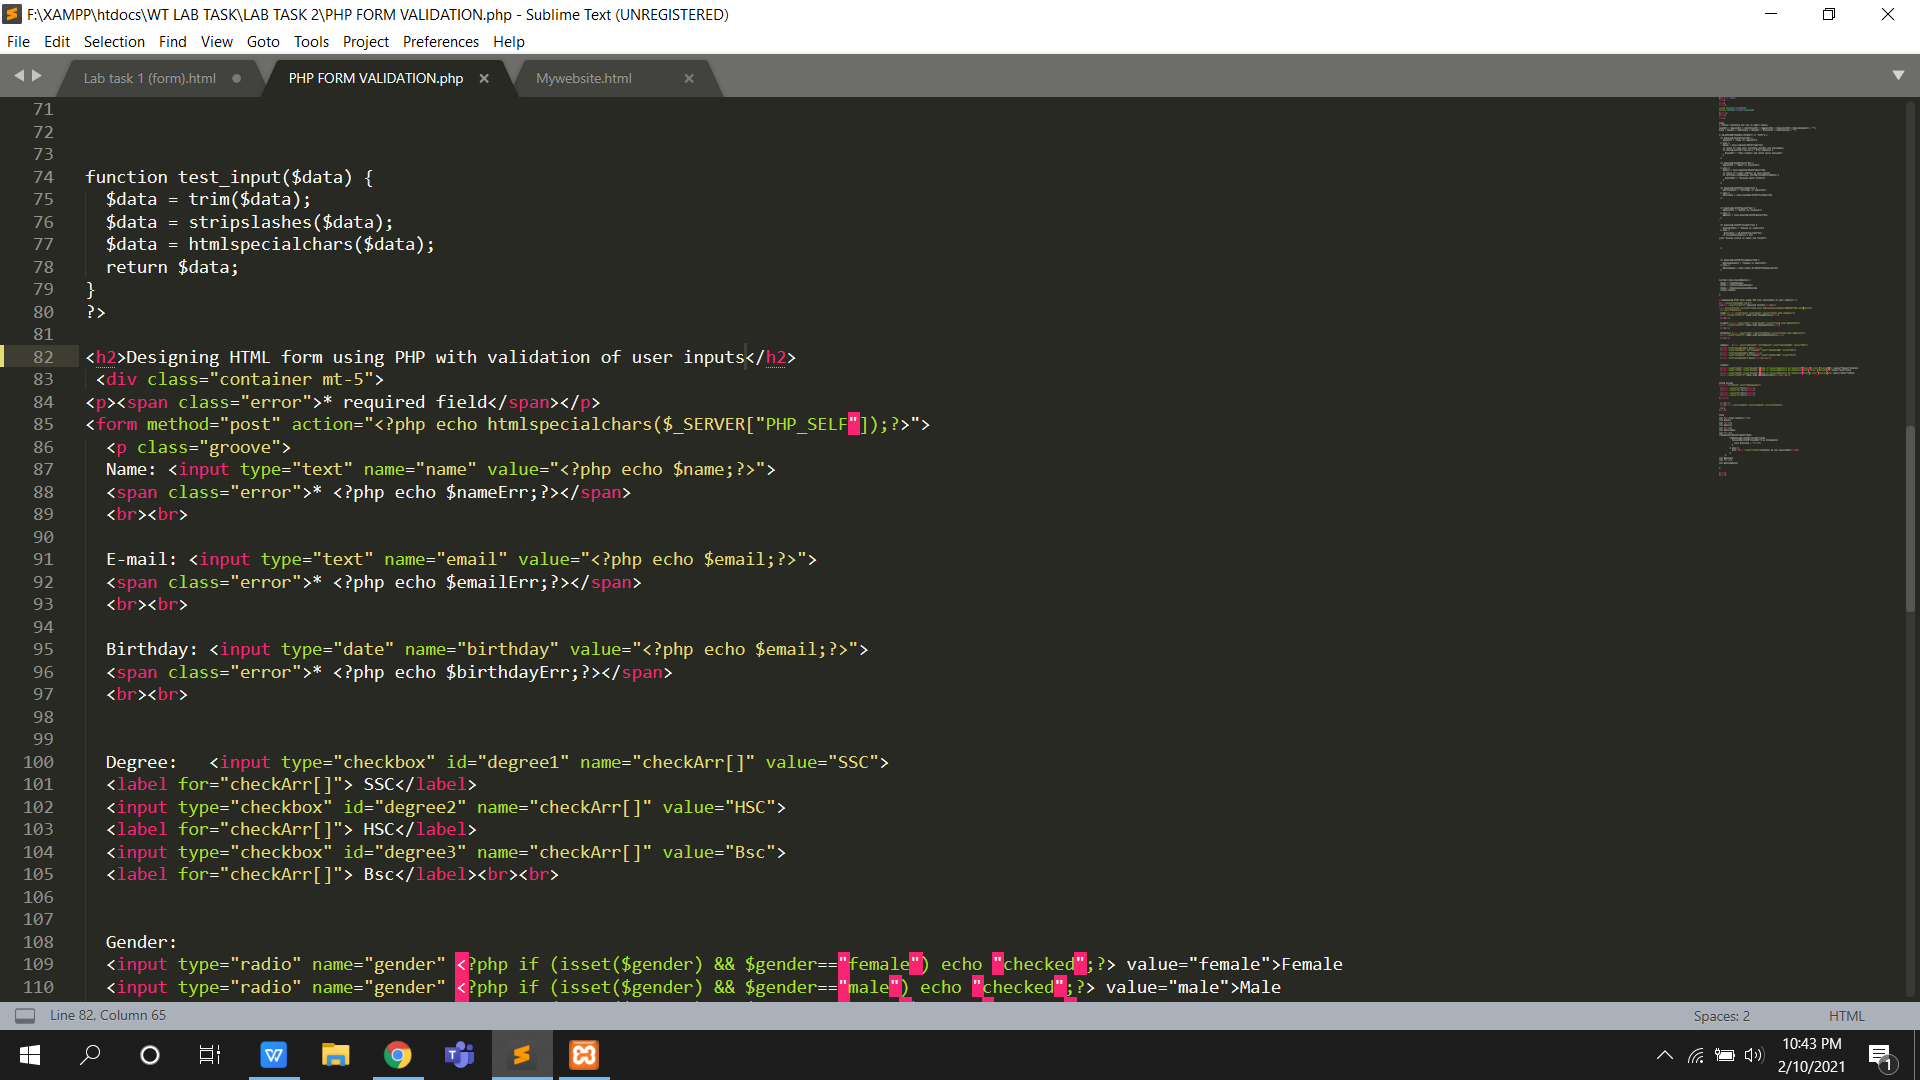 F:\XAMPP\htdocs\WT LAB TASK\LAB TASK 2\PHP FORM VALIDATION.php - Sublime Text (UNREGISTERED)
File Edit Selection Find View Goto Tools Project Preferences Help
Lab task 1 (form).html PHP FORM VALIDATION.php Mywebsite.html
71
72
73
74 function test_input($data) {
75 $data = trim($data);
76 $data = stripslashes($data);
77 $data = htmlspecialchars($data);
78 return $data;
79 }
80 ?>
81
82 <h2>Designing HTML form using PHP with validation of user inputs</h2>
83 <div class="container mt-5">
84 <p><span class="error">* required field</span></p>
85 <form method="post" action="<?php echo htmlspecialchars($_SERVER["PHP_SELF"]);?>">
86 <p class="groove">
87 Name: <input type="text" name="name" value="<?php echo $name;?>">
88 <span class="error">* <?php echo $nameErr;?></span>
89 <br><br>
90
91 E-mail: <input type="text" name="email" value="<?php echo $email;?>">
92 <span class="error">* <?php echo $emailErr;?></span>
93 <br><br>
94
95 Birthday: <input type="date" name="birthday" value="<?php echo $email;?>">
96 <span class="error">* <?php echo $birthdayErr;?></span>
97 <br><br>
98
99
100 Degree: <input type="checkbox" id="degree1" name="checkArr[]" value="SSC">
101 <label for="checkArr[]"> SSC</label>
102 <input type="checkbox" id="degree2" name="checkArr[]" value="HSC">
103 <label for="checkArr[]"> HSC</label>
104 <input type="checkbox" id="degree3" name="checkArr[]" value="Bsc">
105 <label for="checkArr[]"> Bsc</label><br><br>
106
107
108 Gender:
109 <input type="radio" name="gender" <?php if (isset($gender) && $gender=="female") echo "checked";?> value="female">Female
110 <input type="radio" name="gender" <?php if (isset($gender) && $gender=="male") echo "checked";?> value="male">Male
Line 82, Column 65 Spaces: 2 HTML
10:43 PM
2/10/2021
1